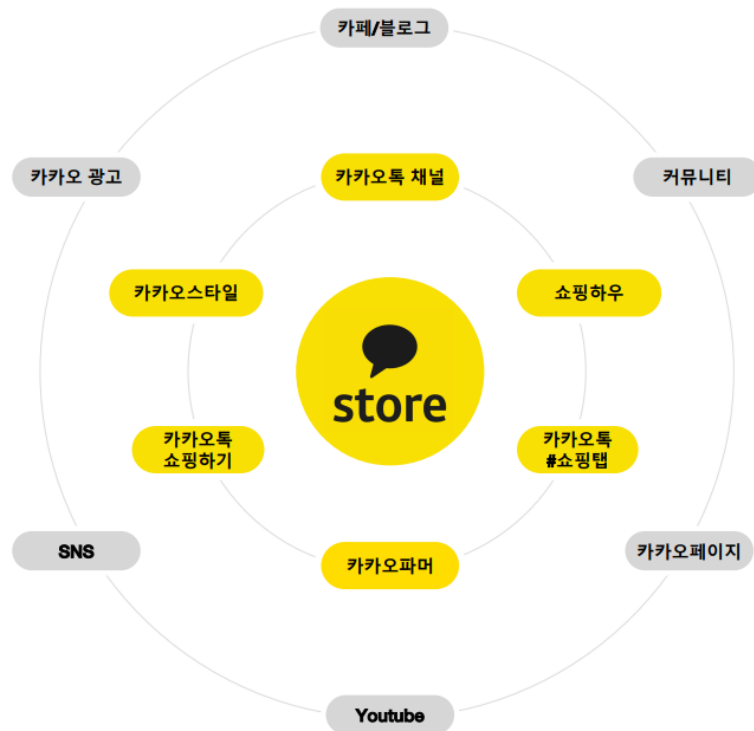 카페/블로그
카카오 광고
카카오톡 채널
커뮤니티
카카오스타일
쇼핑하우
store
카카오톡
쇼핑하기
카카오톡
#쇼핑탭
SNS
카카오파머
카카오페이지
Youtube